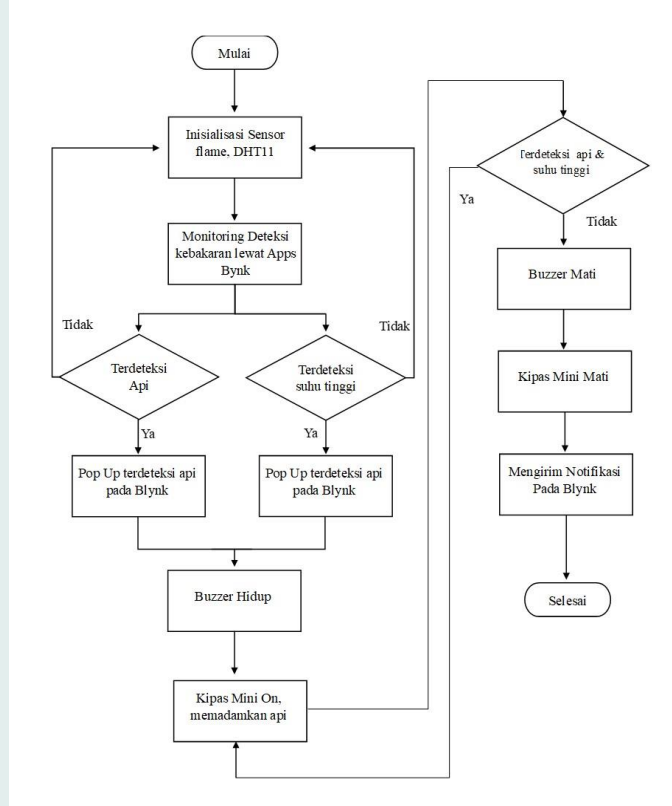 Mulai
Inisialisasi Sensor
flame, DHT11
Monitoring Deteksi
kebakaran lewat Apps
Bynk
Tidak
Terdeteksi
Api
Terdeteksi
suhu tinggi
Tidak
Ya
Ya
Pop Up terdeteksi api
pada Blynk
Pop Up terdeteksi api
pada Blynk
Buzzer Hidup
Kipas Mini On,
memadamkan api
Terdeteksi api &
suhu tinggi
Ya
Tidak
Buzzer Mati
Kipas Mini Mati
Mengirim Notifikasi
Pada Blynk
Selesai